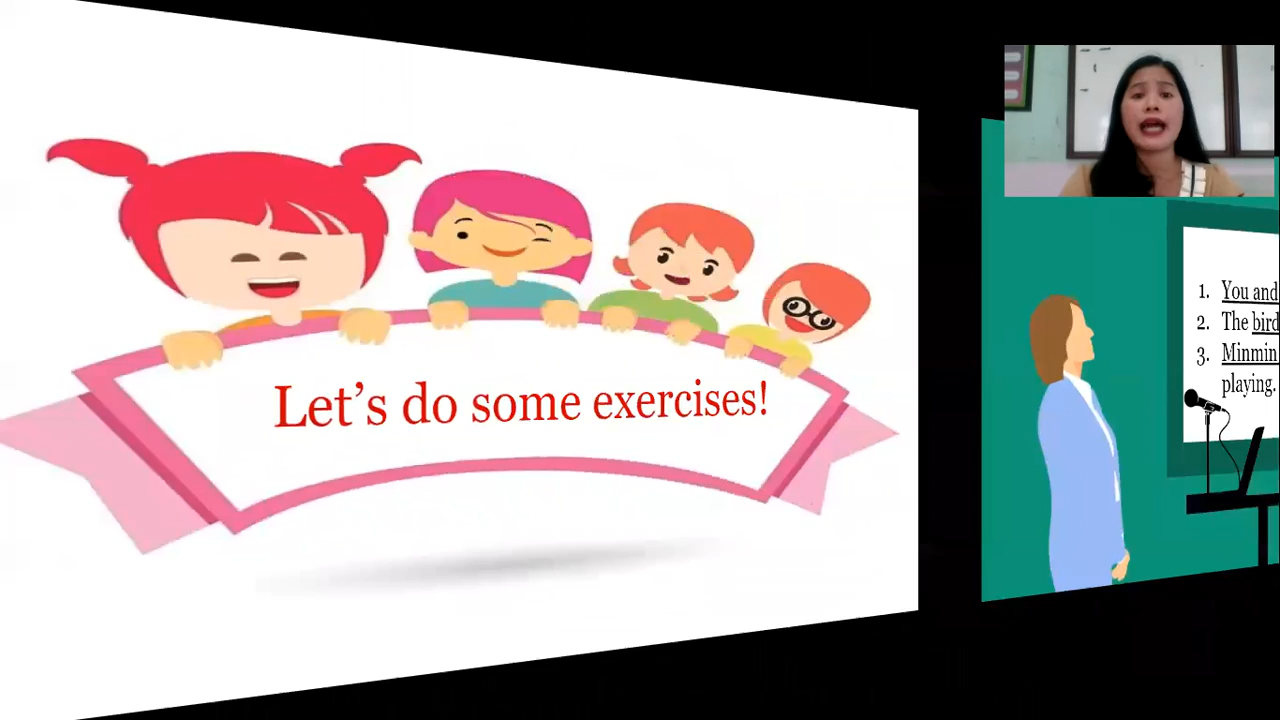 Let's do some exercises!
1. You and
2. The bird
3. Minmin
playing.